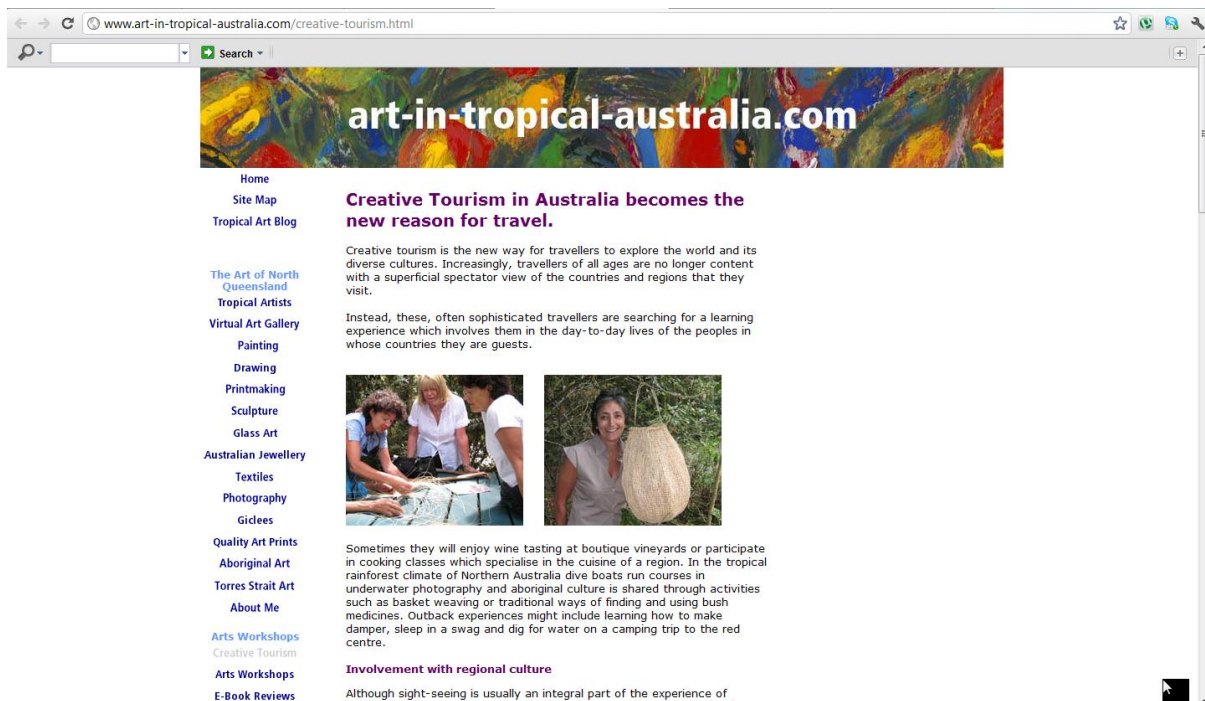 www.art-in-tropical-australia.com/creative-tourism.html
Search
art-in-tropical-australia.com
Home
Site Map
Tropical Art Blog
The Art of North
Queensland
Tropical Artists
Virtual Art Gallery
Painting
Drawing
Printmaking
Sculpture
Glass Art
Australian Jewellery
Textiles
Photography
Giclees
Quality Art Prints
Aboriginal Art
Torres Strait Art
About Me
Arts Workshops
Creative Tourism
Arts Workshops
E-Book Reviews
Creative Tourism in Australia becomes the
new reason for travel.
Creative tourism is the new way for travellers to explore the world and its
diverse cultures. Increasingly, travellers of all ages are no longer content
with a superficial spectator view of the countries and regions that they
visit.
Instead, these, often sophisticated travellers are searching for a learning
experience which involves them in the day-to-day lives of the peoples in
whose countries they are guests.
Sometimes they will enjoy wine tasting at boutique vineyards or participate
in cooking classes which specialise in the cuisine of a region. In the tropical
rainforest climate of Northern Australia dive boats run courses in
underwater photography and aboriginal culture is shared through activities
such as basket weaving or traditional ways of finding and using bush
medicines. Outback experiences might include learning how to make
damper, sleep in a swag and dig for water on a camping trip to the red
centre.
Involvement with regional culture
Although sight-seeing is usually an integral part of the experience of